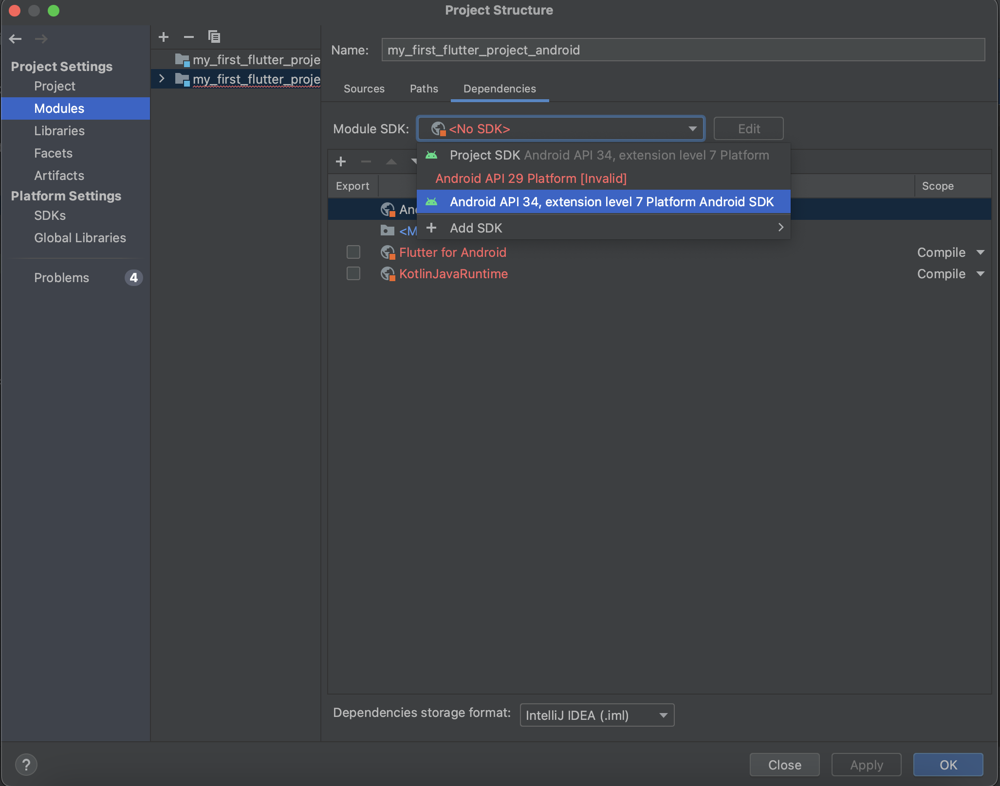 Project Structure
Project Settings
Project
Modules
Libraries
Facets
Artifacts
Platform Settings
SDKs
Global Libraries
Problems 4
my_first_flutter_proje
my_first_flutter_proje
Name: my_first_flutter_project_android
Sources Paths Dependencies
Module SDK: <No SDK> Edit
Project SDK Android API 34, extension level 7 Platform
Android API 29 Platform [Invalid]
Android API 34, extension level 7 Platform Android SDK
Add SDK
Export Scope
<M
Flutter for Android Compile
KotlinJavaRuntime Compile
Dependencies storage format: IntelliJ IDEA (.iml)
? Close Apply OK